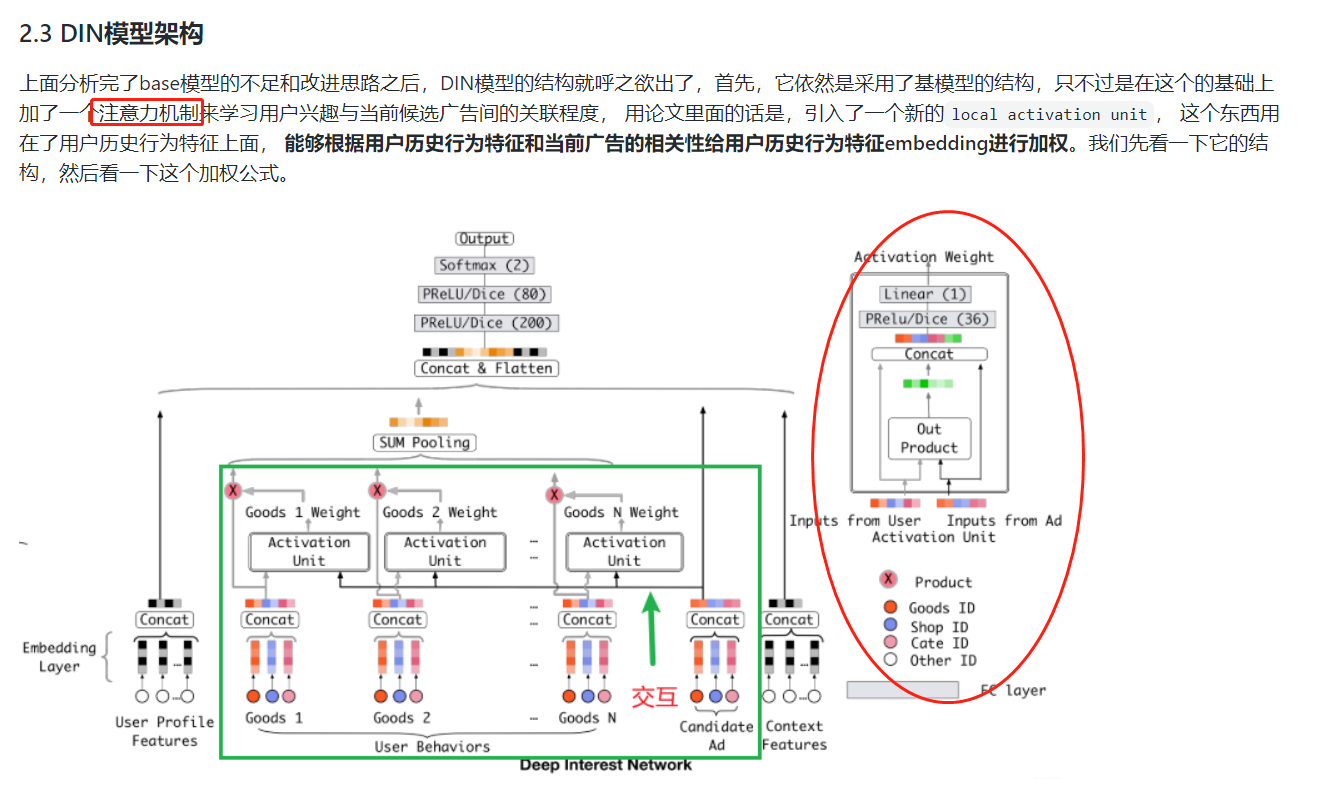 2.3 DIN模型架构
上面分析完了base模型的不足和改进思路之后，DIN模型的结构就呼之欲出了，首先，它依然是采用了基模型的结构，只不过是在这个的基础上
加了一个注意力机制来学习用户兴趣与当前候选广告间的关联程度， 用论文里面的话是，引入了一个新的 local activation unit ， 这个东西用
在了用户历史行为特征上面， 能够根据用户历史行为特征和当前广告的相关性给用户历史行为特征embedding进行加权。我们先看一下它的结
构，然后看一下这个加权公式。
Output
Softmax (2)
PReLU/Dice (80)
PReLU/Dice (200)
Concat & Flatten
SUM Pooling
X
X
X
Goods 1 Weight
Goods 2 Weight
Goods N Weight
Activation
Unit
Activation
Unit
...
...
Activation
Unit
Concat
Concat
Concat
...
...
Concat
Concat
Concat
Embedding
Layer
...
...
...
User Profile
Features
Goods 1
Goods 2
...
Goods N
交互
User Behaviors
Candidate
Ad
Context
Features
Deep Interest Network
Activation Weight
Linear (1)
PRelu/Dice (36)
Concat
Out
Product
Inputs from User
Inputs from Ad
Activation Unit
X
Product
Goods ID
Shop ID
Cate ID
Other ID
FC layer